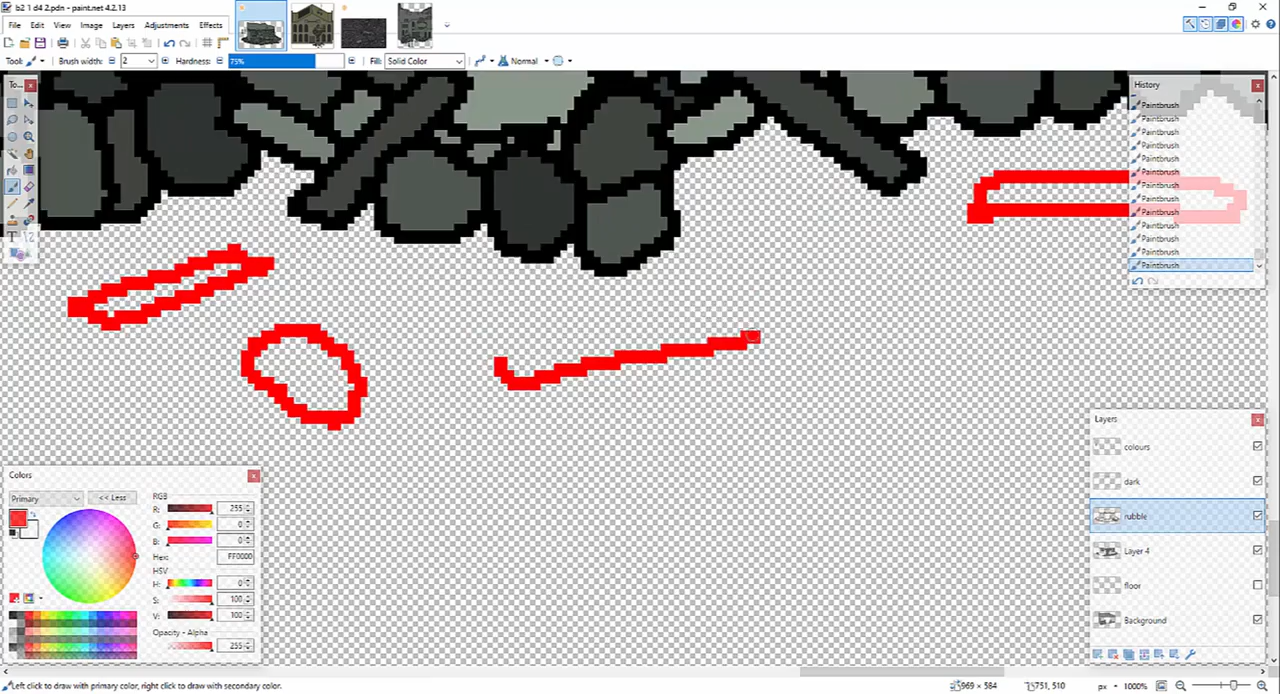 b2 1 d4 2.pdn - paint.net 4.2.13
File Edit View Image Layers Adjustments Effects
Tool: Brush width: 2 Hardness: 75% Fill: Solid Color Normal
To...
History
Paintbrush
Paintbrush
Paintbrush
Paintbrush
Paintbrush
Paintbrush
Paintbrush
Paintbrush
Paintbrush
Paintbrush
Paintbrush
Paintbrush
Paintbrush
Layers
colours
dark
rubble
Layer 4
floor
Background
Colors
Primary << Less
RGB
R: 255
G: 0
B: 0
Hex: FF0000
HSV
H: 0
S: 100
V: 100
Opacity - Alpha
255
Left click to draw with primary color, right click to draw with secondary color.
969 × 584 751, 510 px 1000%